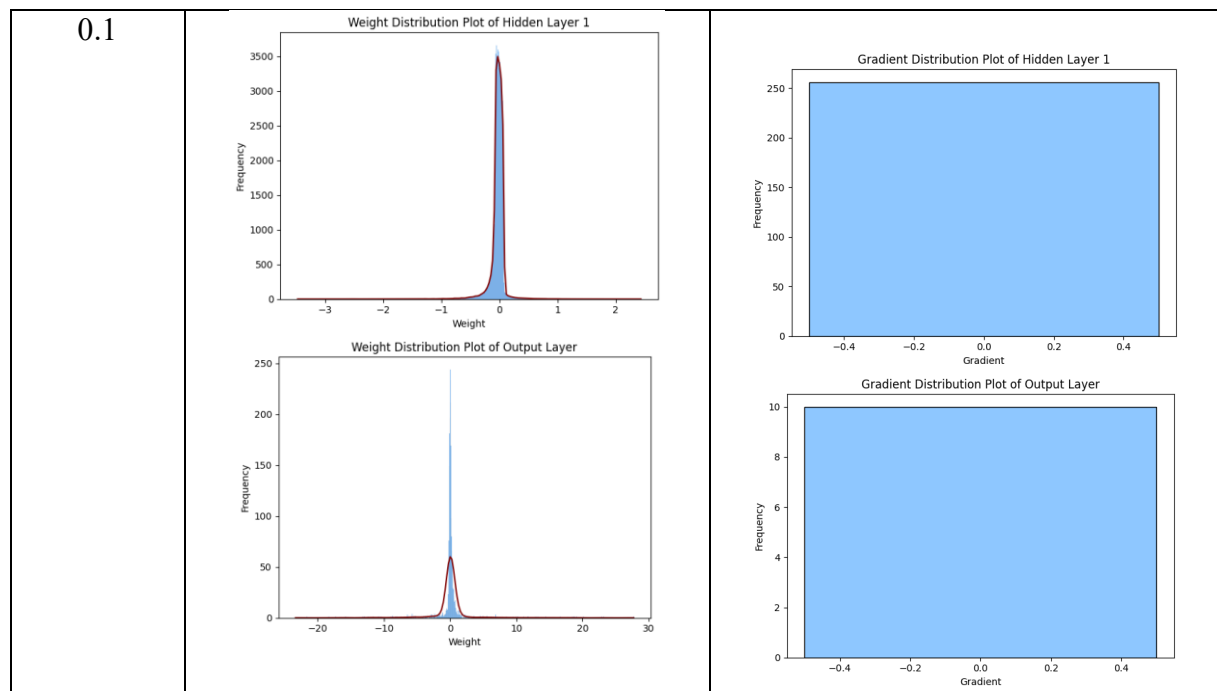 0.1
Weight Distribution Plot of Hidden Layer 1
3500
3000
2500
2000
1500
1000
500
0
Frequency
−3 −2 −1 0 1 2
Weight
Weight Distribution Plot of Output Layer
250
200
150
100
50
0
Frequency
−20 −10 0 10 20 30
Weight
Gradient Distribution Plot of Hidden Layer 1
250
200
150
100
50
0
Frequency
−0.4 −0.2 0.0 0.2 0.4
Gradient
Gradient Distribution Plot of Output Layer
10
8
6
4
2
0
Frequency
−0.4 −0.2 0.0 0.2 0.4
Gradient